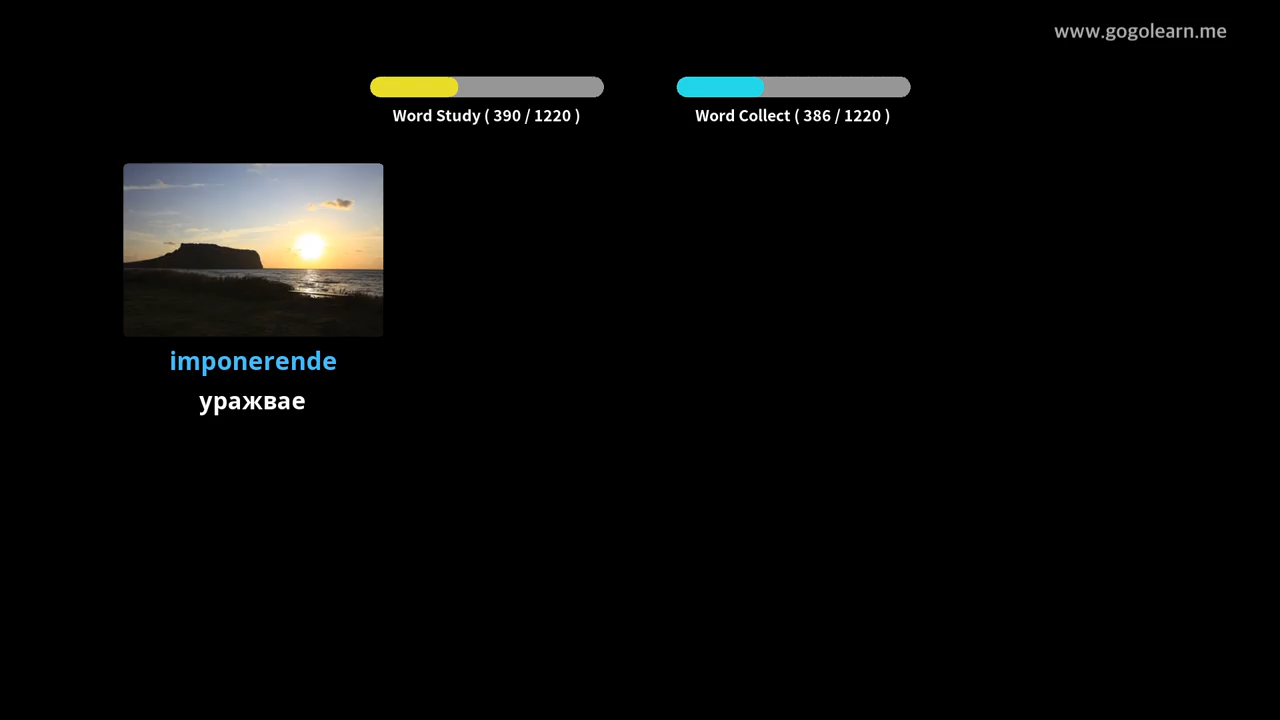 www.gogolearn.me
Word Study ( 390 / 1220 )
Word Collect ( 386 / 1220 )
imponerende
уражвае